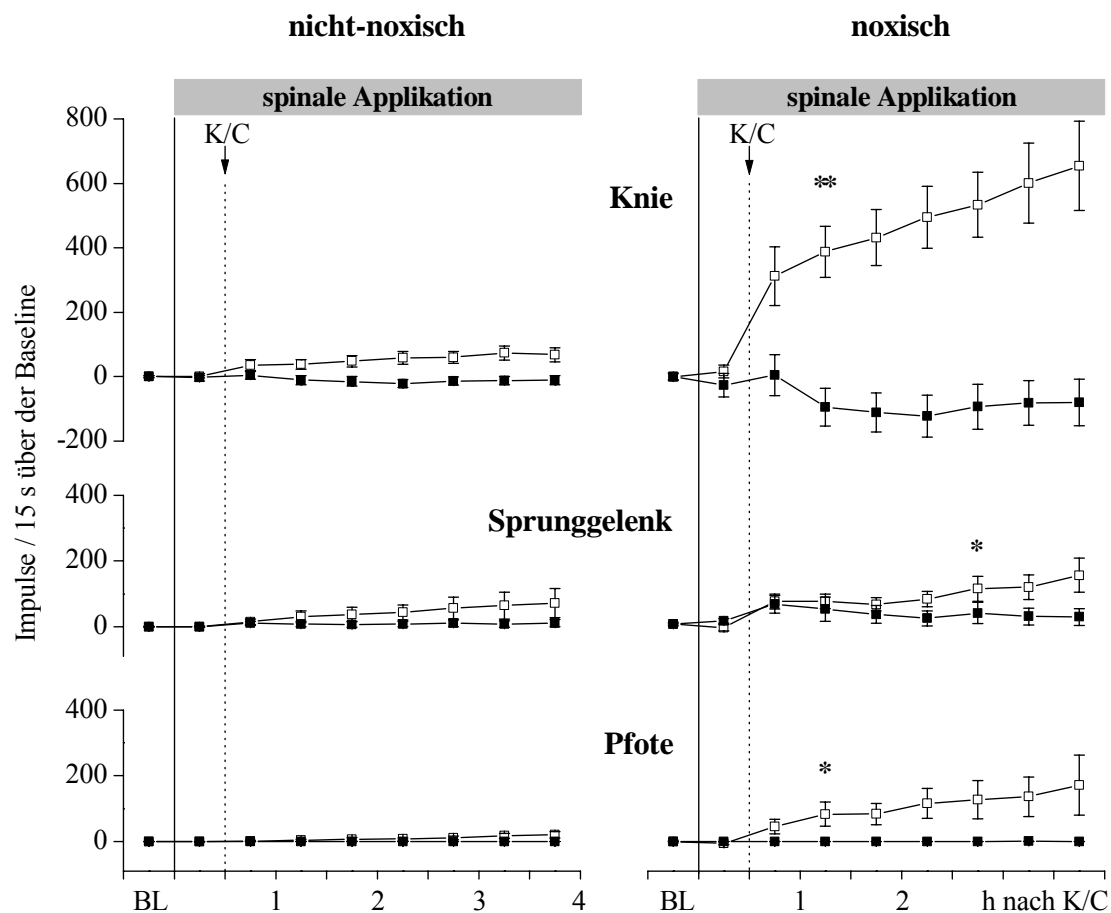 nicht-noxisch noxisch
spinale Applikation spinale Applikation
800
600
400
200
0
-200
K/C K/C
**
Knie
400
200
0
Sprunggelenk
*
400
200
0
Pfote
*
Impulse / 15 s über der Baseline
BL 1 2 3 4 BL 1 2 h nach K/C